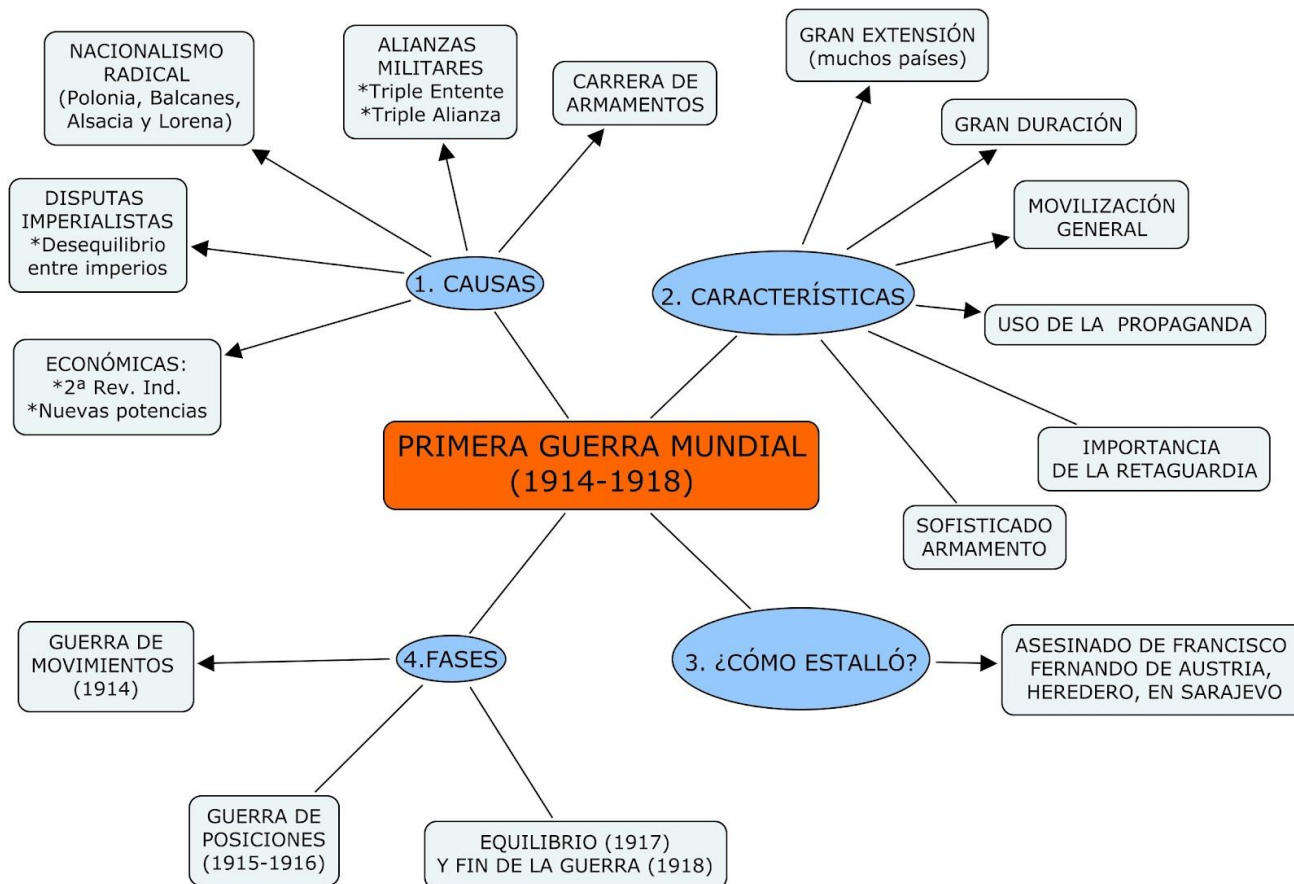 PRIMERA GUERRA MUNDIAL
(1914-1918)
1. CAUSAS
NACIONALISMO
RADICAL
(Polonia, Balcanes,
Alsacia y Lorena)
ALIANZAS
MILITARES
*Triple Entente
*Triple Alianza
CARRERA DE
ARMAMENTOS
DISPUTAS
IMPERIALISTAS
*Desequilibrio
entre imperios
ECONÓMICAS:
*2ª Rev. Ind.
*Nuevas potencias
2. CARACTERÍSTICAS
GRAN EXTENSIÓN
(muchos países)
GRAN DURACIÓN
MOVILIZACIÓN
GENERAL
USO DE LA PROPAGANDA
IMPORTANCIA
DE LA RETAGUARDIA
SOFISTICADO
ARMAMENTO
3. ¿CÓMO ESTALLÓ?
ASESINADO DE FRANCISCO
FERNANDO DE AUSTRIA,
HEREDERO, EN SARAJEVO
4.FASES
GUERRA DE
MOVIMIENTOS
(1914)
GUERRA DE
POSICIONES
(1915-1916)
EQUILIBRIO (1917)
Y FIN DE LA GUERRA (1918)